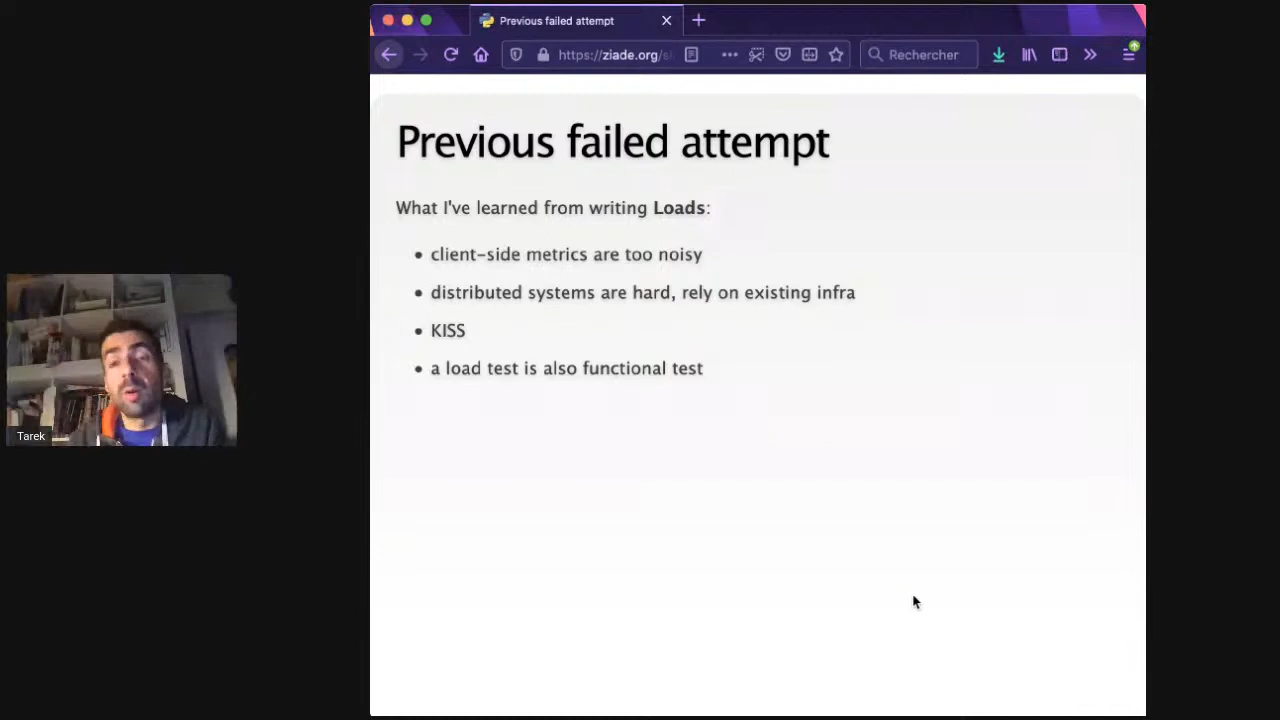 Previous failed attempt
https://ziade.org/s
Rechercher
Previous failed attempt
What I've learned from writing Loads:
• client-side metrics are too noisy
• distributed systems are hard, rely on existing infra
• KISS
• a load test is also functional test
Tarek